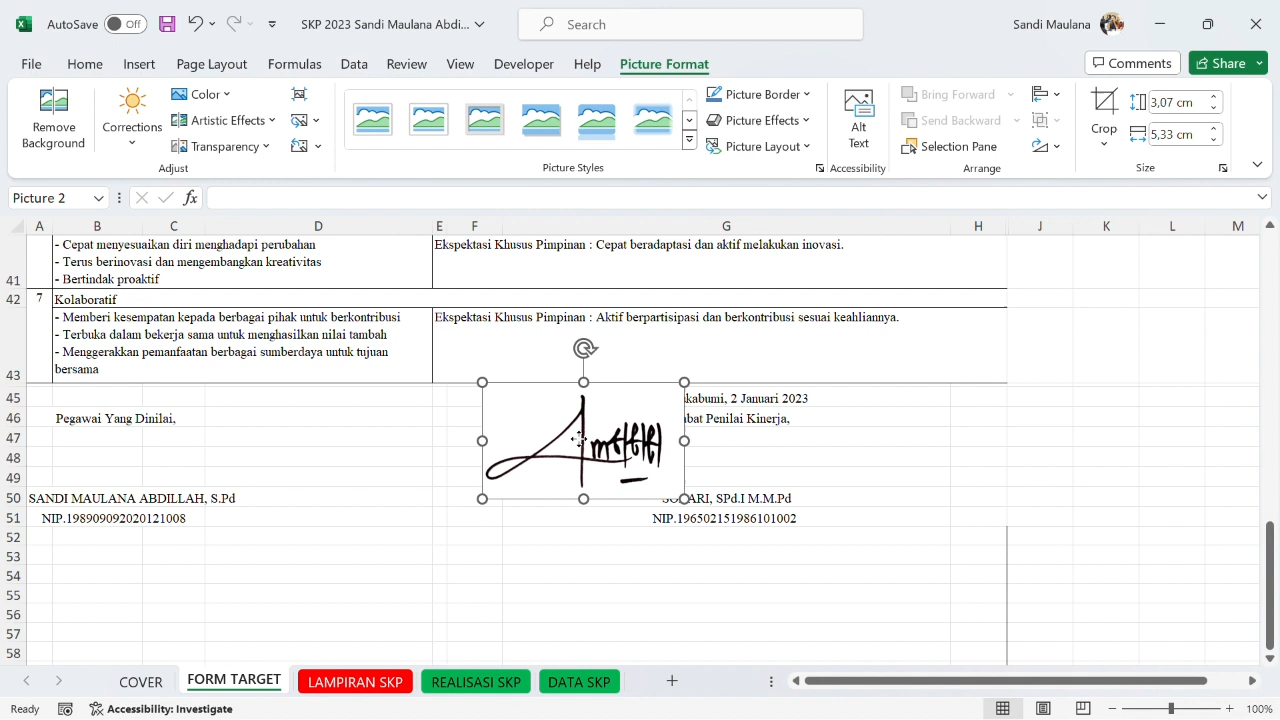 AutoSave Off SKP 2023 Sandi Maulana Abdi... Search Sandi Maulana
File Home Insert Page Layout Formulas Data Review View Developer Help Picture Format Comments Share
Remove Background
Corrections
Color
Artistic Effects
Transparency
Adjust
Picture Styles
Picture Border
Picture Effects
Picture Layout
Alt Text
Accessibility
Bring Forward
Send Backward
Selection Pane
Arrange
Crop
3,07 cm
5,33 cm
Size
Picture 2 fx
A B C D E F G H J K L M
- Cepat menyesuaikan diri menghadapi perubahan
- Terus berinovasi dan mengembangkan kreativitas
- Bertindak proaktif
Ekspektasi Khusus Pimpinan : Cepat beradaptasi dan aktif melakukan inovasi.
41
42 7 Kolaboratif
- Memberi kesempatan kepada berbagai pihak untuk berkontribusi
- Terbuka dalam bekerja sama untuk menghasilkan nilai tambah
- Menggerakkan pemanfaatan berbagai sumberdaya untuk tujuan
bersama
Ekspektasi Khusus Pimpinan : Aktif berpartisipasi dan berkontribusi sesuai keahliannya.
43
45 kabumi, 2 Januari 2023
46 Pegawai Yang Dinilai, bat Penilai Kinerja,
47
48
49
50 SANDI MAULANA ABDILLAH, S.Pd ARI, SPd.I M.M.Pd
51 NIP.198909092020121008 NIP.196502151986101002
52
53
54
55
56
57
58
COVER FORM TARGET LAMPIRAN SKP REALISASI SKP DATA SKP
Ready Accessibility: Investigate 100%